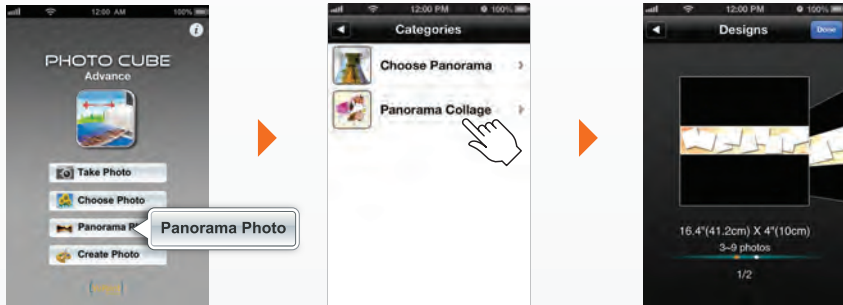 12:00 AM 100%
PHOTO CUBE
Advance
Take Photo
Choose Photo
Panorama P
Panorama Photo
Create Photo
12:00 PM 100%
Categories
Choose Panorama
Panorama Collage
12:00 PM 100%
Designs
Done
16.4"(41.2cm) X 4"(10cm)
3~9 photos
1/2